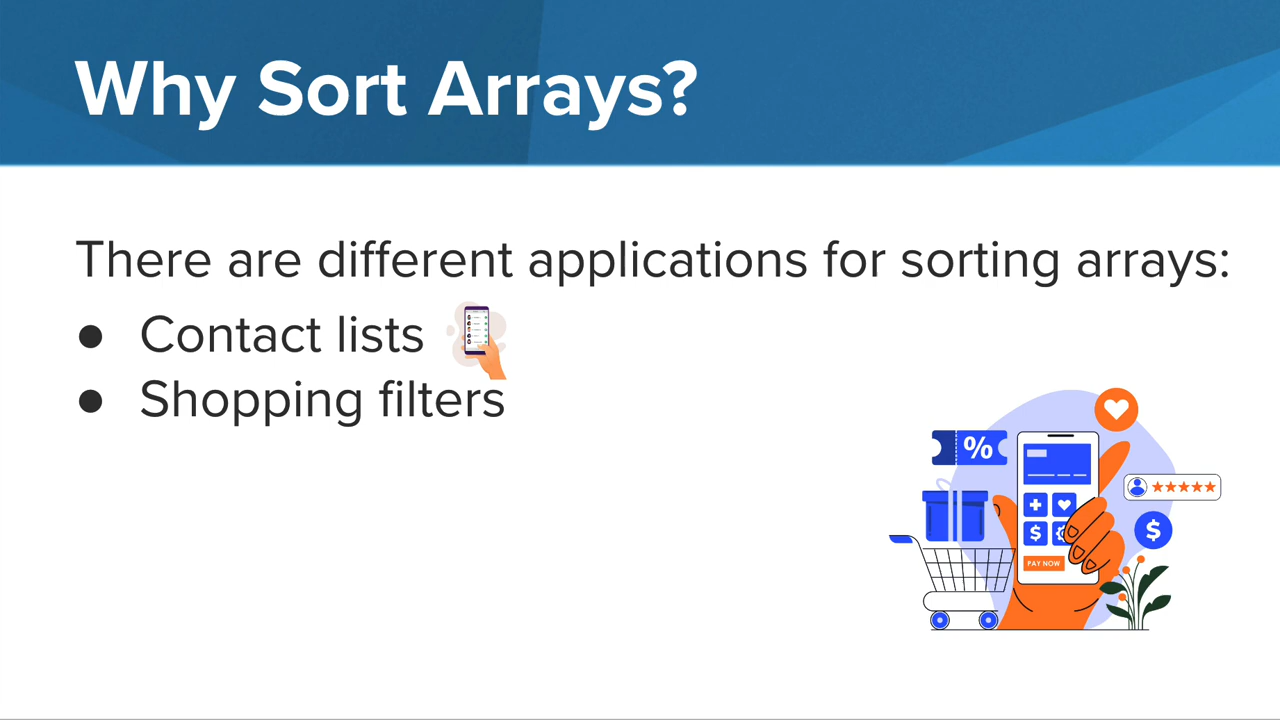 Why Sort Arrays?
There are different applications for sorting arrays:
● Contact lists
● Shopping filters
%
$
$
PAY NOW